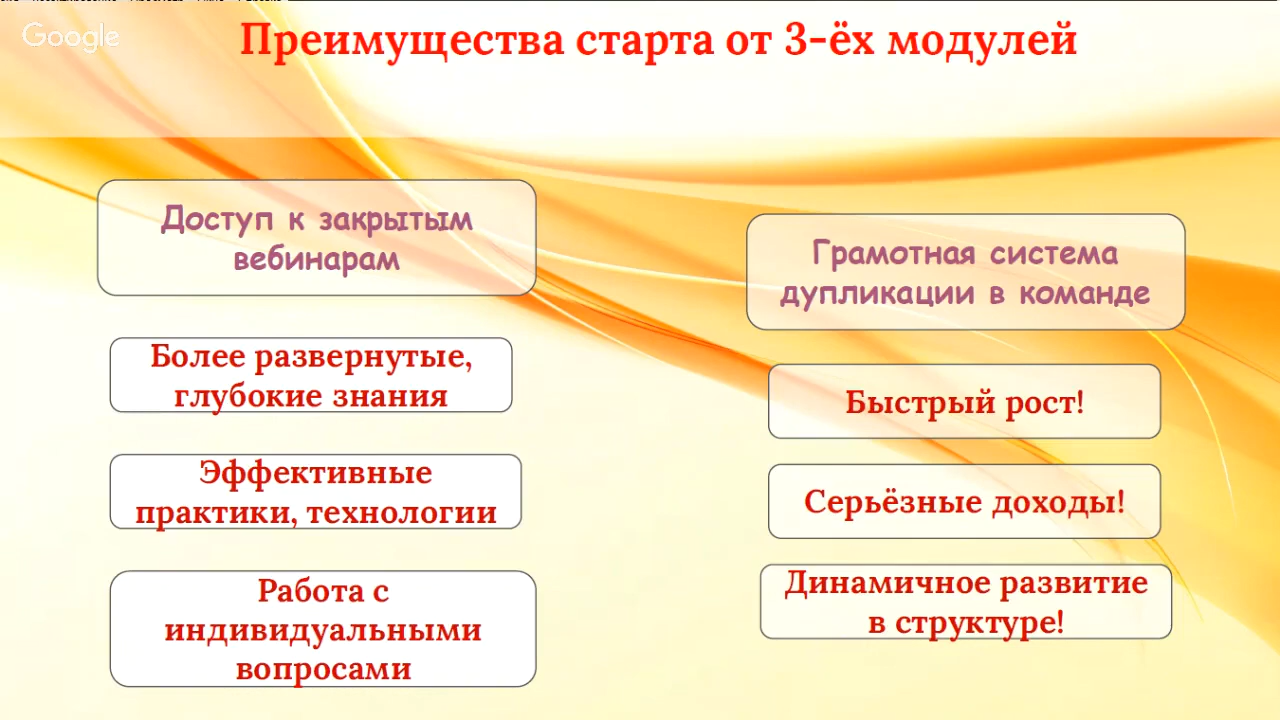 Google
Преимущества старта от 3-ёх модулей
Доступ к закрытым
вебинарам
Более развернутые,
глубокие знания
Эффективные
практики, технологии
Работа с
индивидуальными
вопросами
Грамотная система
дупликации в команде
Быстрый рост!
Серьёзные доходы!
Динамичное развитие
в структуре!